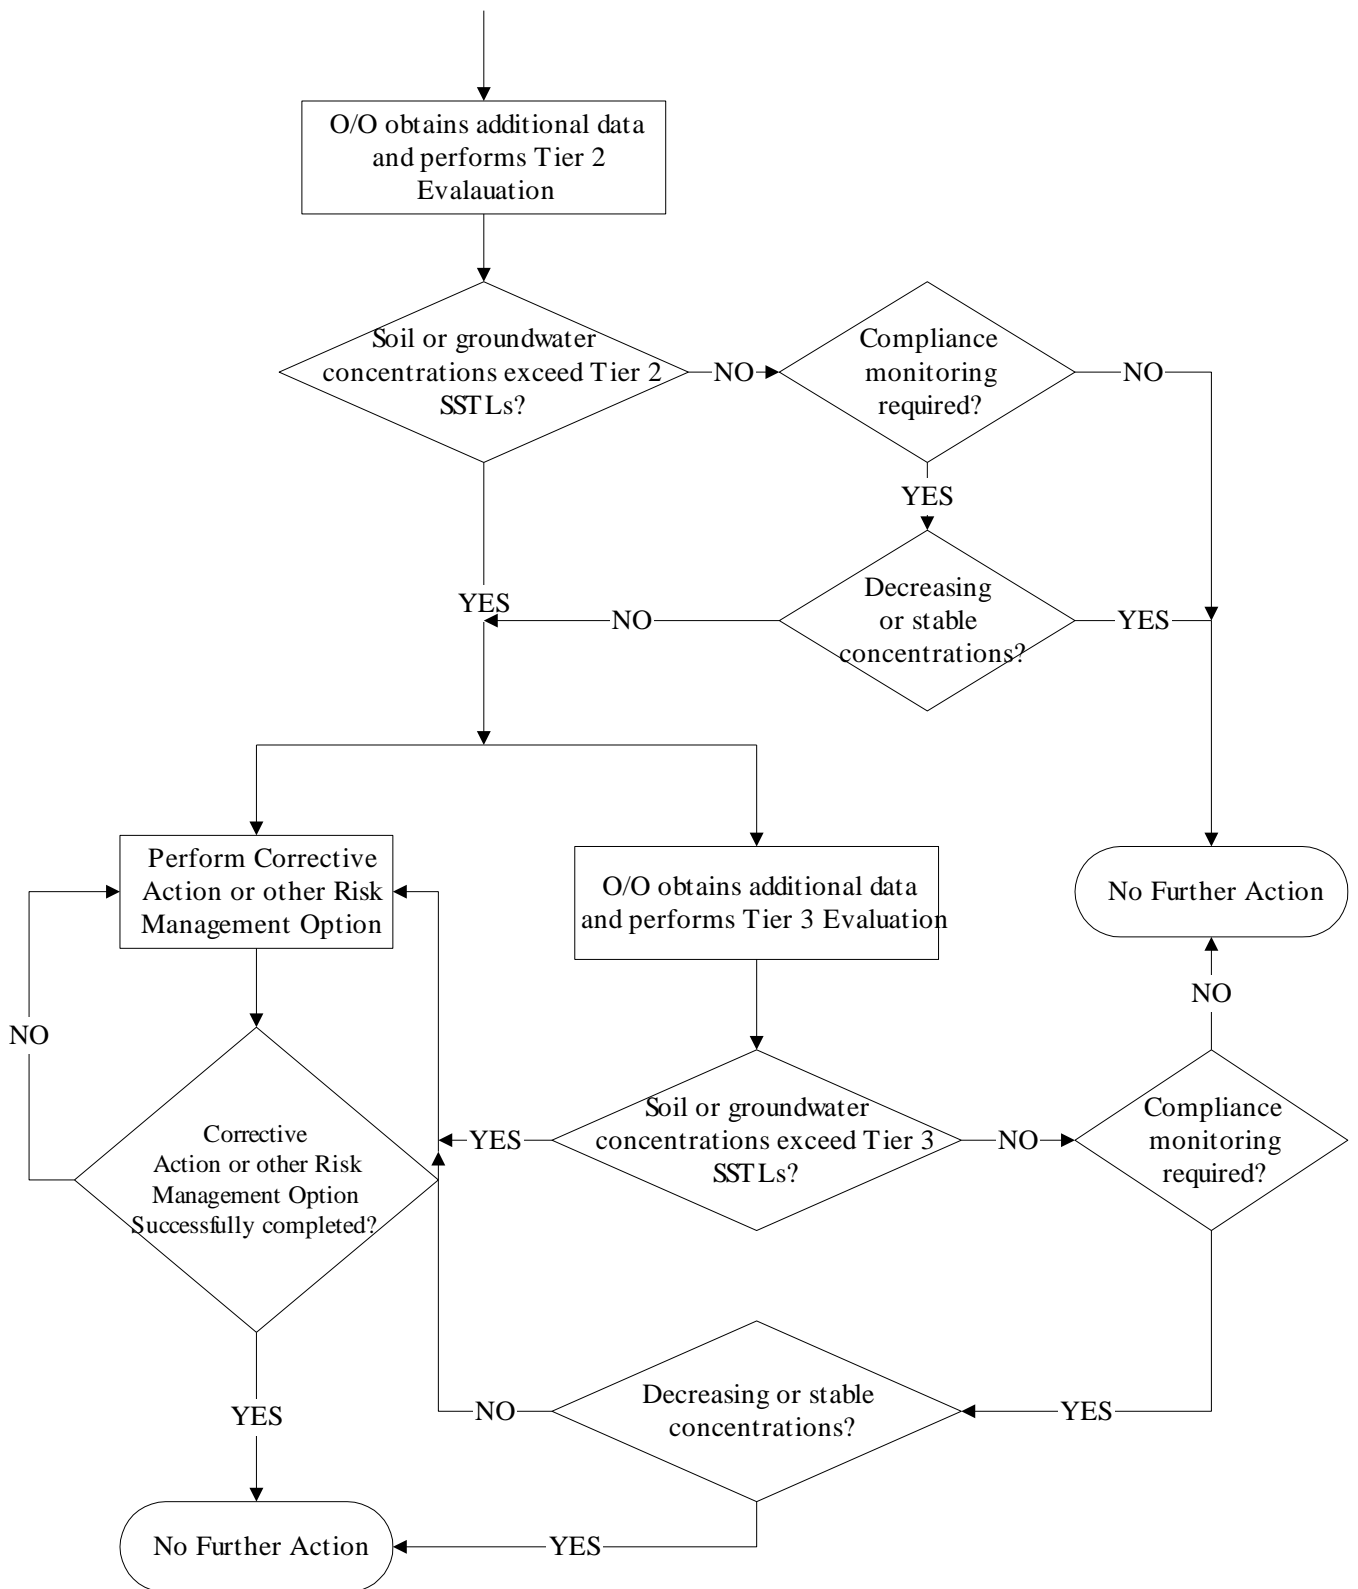 O/O obtains additional data
and performs Tier 2
Evalauation
Soil or groundwater
concentrations exceed Tier 2
SSTLs?
NO
Compliance
monitoring
required?
NO
YES
YES
NO
Decreasing
or stable
concentrations?
YES
Perform Corrective
Action or other Risk
Management Option
O/O obtains additional data
and performs Tier 3 Evaluation
No Further Action
NO
NO
Corrective
Action or other Risk
Management Option
Successfully completed?
YES
Soil or groundwater
concentrations exceed Tier 3
SSTLs?
NO
Compliance
monitoring
required?
YES
NO
Decreasing or stable
concentrations?
YES
No Further Action
YES